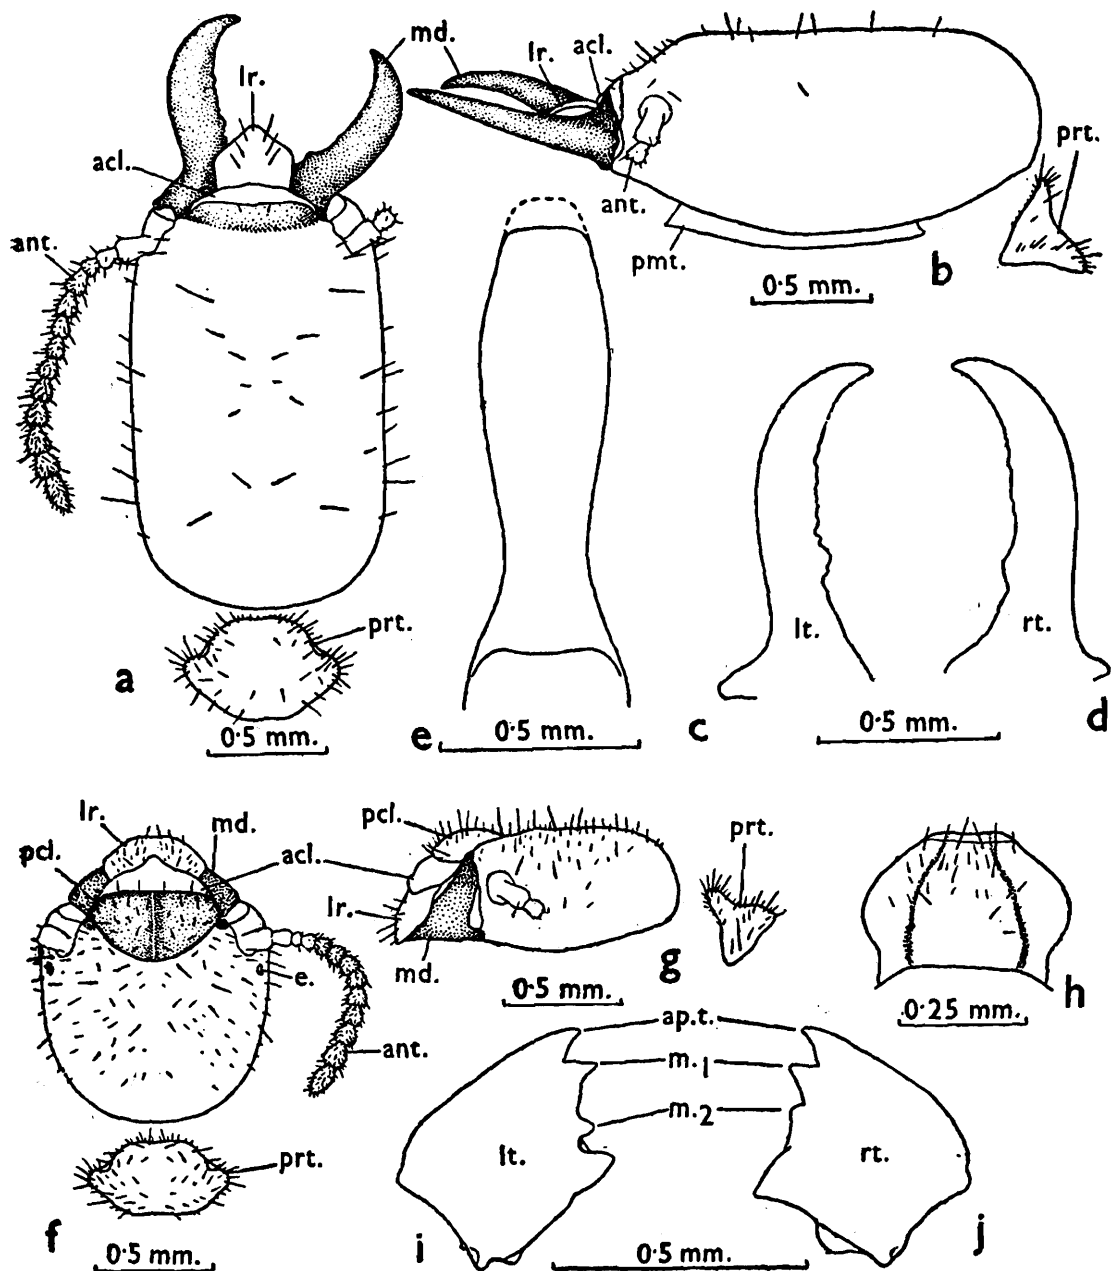 md.
lr.
acl.
ant.
prt.
a
0·5 mm.
lr.
acl.
ant.
pmt.
prt.
b
0·5 mm.
e
0·5 mm.
lt.
c
rt.
d
0·5 mm.
lr.
md.
pcl.
acl.
e.
ant.
prt.
f
0·5 mm.
pcl.
lr.
md.
prt.
g
0·5 mm.
h
0·25 mm.
ap.t.
m.1
m.2
lt.
rt.
i
j
0·5 mm.